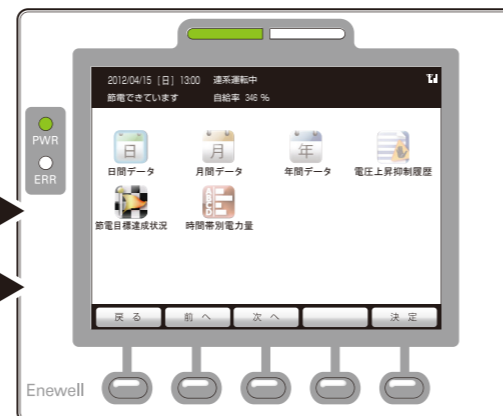 2012/04/15 [日] 13:00 連系運転中
節電できています 自給率 346 %
PWR
ERR
日
月
年
日間データ 月間データ 年間データ 電圧上昇抑制履歴
節電目標達成状況 時間帯別電力量
戻る 前へ 次へ 決定
Enewell